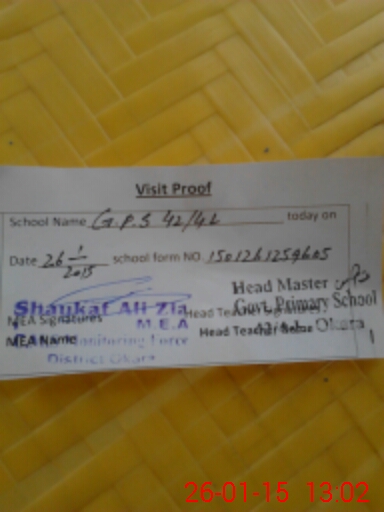 Visit Proof
School Name G.P.S 42/4L today on
Date 26 1/2015 school form NO. 1501261259605
Shaukat Ali Zia
MEA Signatures
M.E.A
MEA Name
Monitoring Force
District Okara
Head Master
Head Teacher Signatures
Govt. Primary School
Head Teacher Name
Okara
26-01-15 13:02